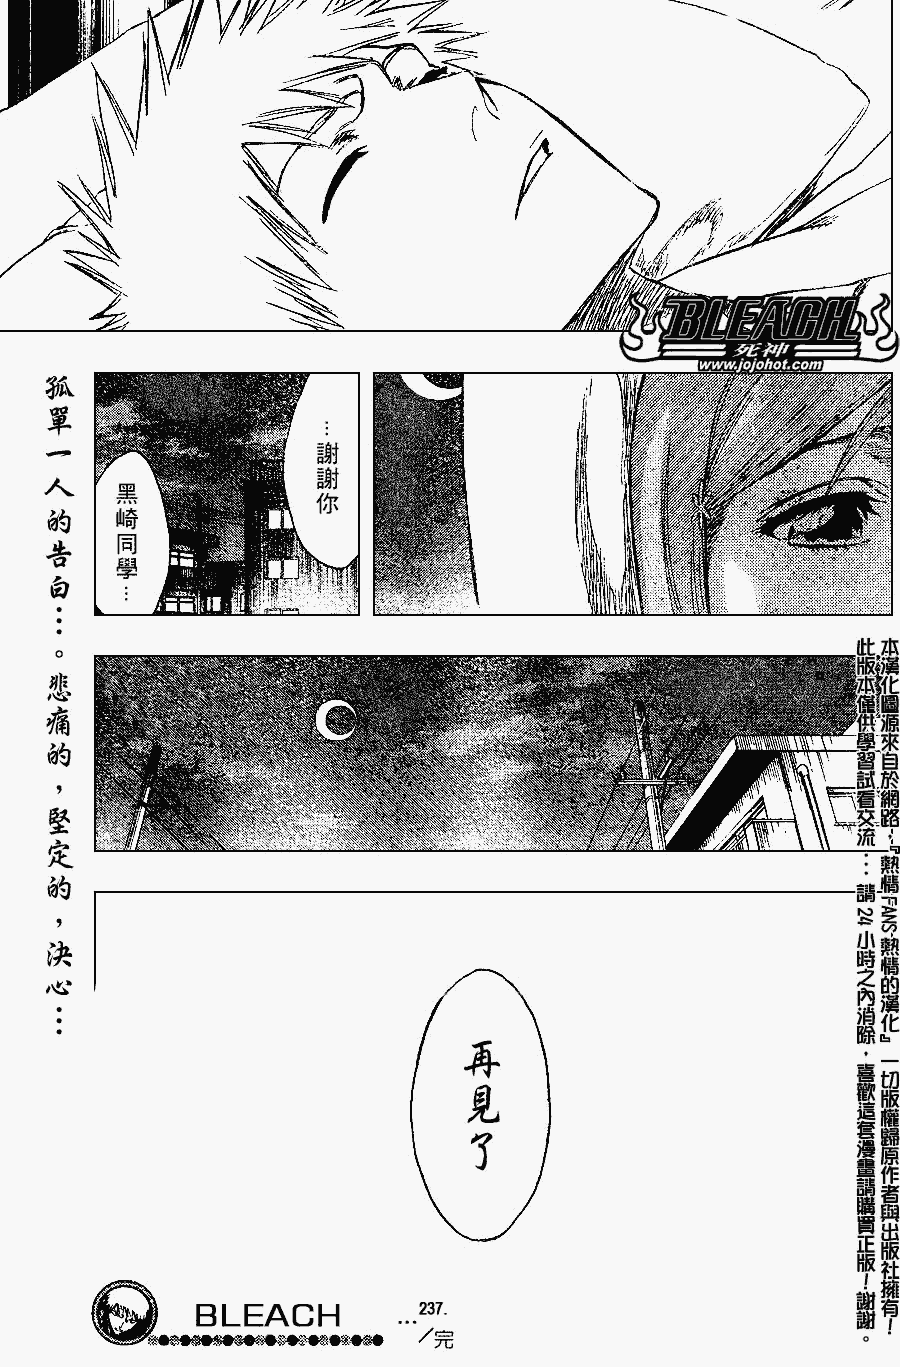 BLEACH
死神
www.jojohot.com
…謝謝你
黑崎同學…
孤單一人的告白…。悲痛的，堅定的，決心…
再見了
本漢化圖源來自於網路--『熱情FANS-熱情的漢化』 一切版權歸原作者與出版社擁有！
此版本僅供學習試看交流… 請24小時之內消除，喜歡這套漫畫請購買正版！謝謝。
BLEACH
…237.
/完